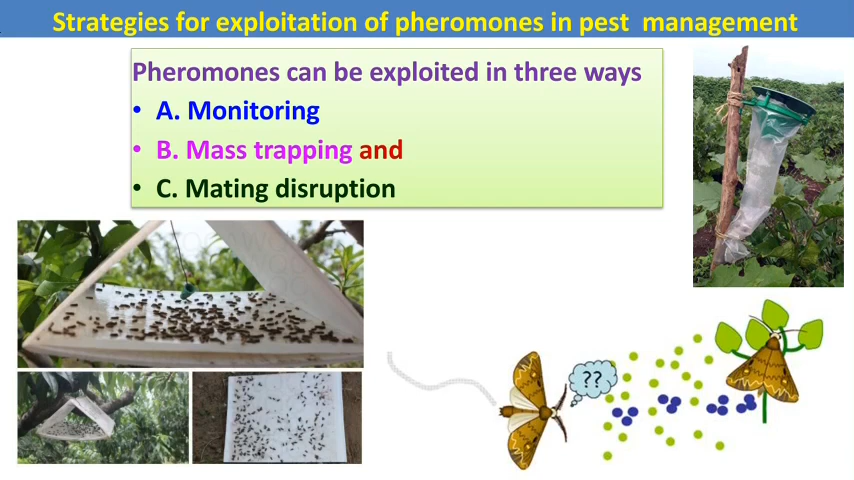 Strategies for exploitation of pheromones in pest management
Pheromones can be exploited in three ways
• A. Monitoring
• B. Mass trapping and
• C. Mating disruption
??